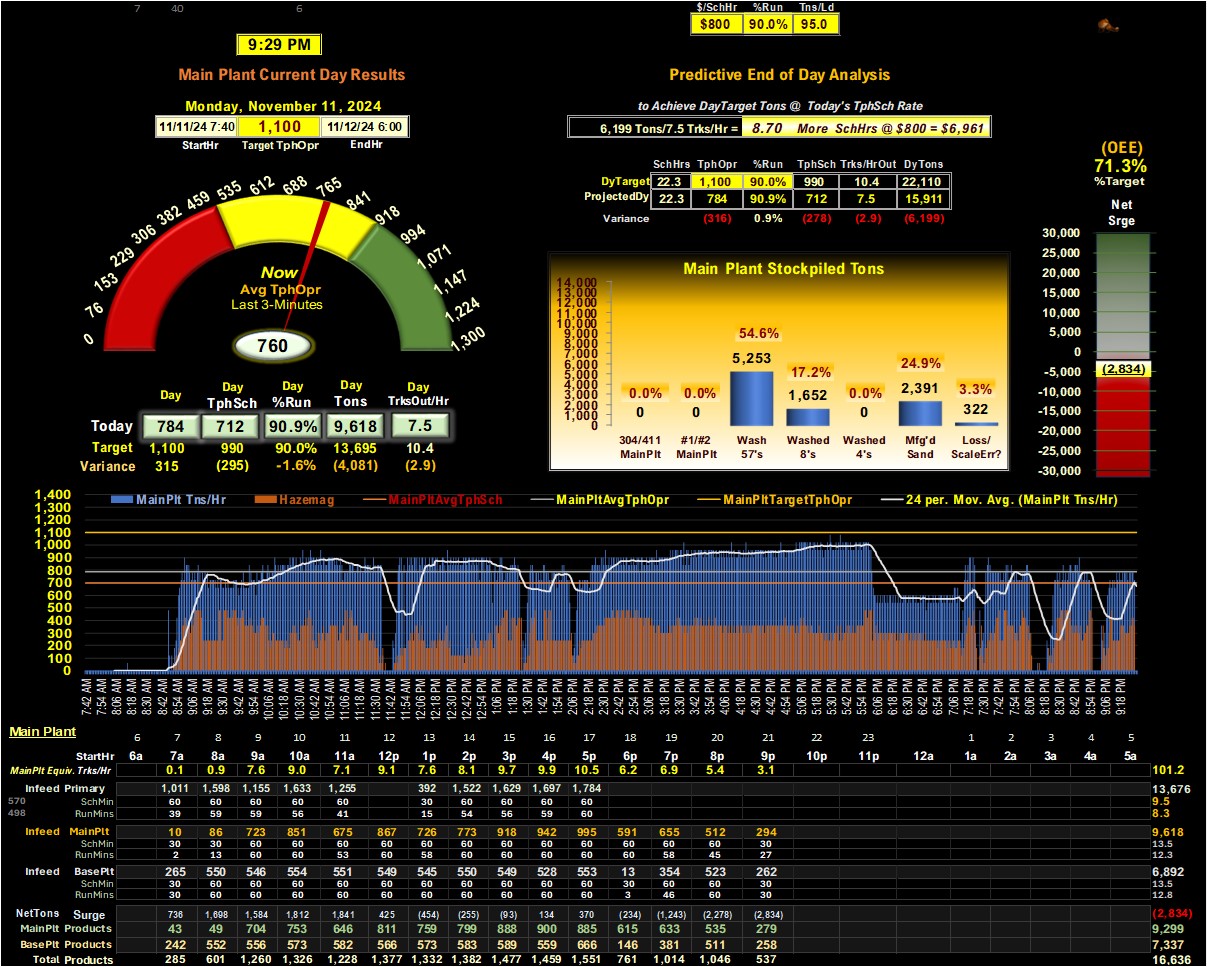 7 40 6
$/SchHr %Run Tns/Ld
$800 90.0% 95.0
9:29 PM
Main Plant Current Day Results
Predictive End of Day Analysis
Monday, November 11, 2024
to Achieve DayTarget Tons @ Today's TphSch Rate
11/11/24 7:40 1,100 11/12/24 6:00
6,199 Tons/7.5 Trks/Hr = 8.70 More SchHrs @ $800 = $6,961
StartHr Target TphOpr EndHr
(OEE)
71.3%
%Target
SchHrs TphOpr %Run TphSch Trks/HrOut DyTons
DyTarget 22.3 1,100 90.0% 990 10.4 22,110
ProjectedDy 22.3 784 90.9% 712 7.5 15,911
Variance (316) 0.9% (278) (2.9) (6,199)
Net
Srge
30,000
25,000
20,000
15,000
10,000
5,000
0
(2,834)
-5,000
-10,000
-15,000
-20,000
-25,000
-30,000
0 76 153 229 306 382 459 535 612 688 765 841 918 994 1,071 1,147 1,224 1,300
Now
Avg TphOpr
Last 3-Minutes
760
Main Plant Stockpiled Tons
14,000
13,000
12,000
11,000
10,000
9,000
8,000
7,000
6,000
5,000
4,000
3,000
2,000
1,000
0
0.0% 0.0% 54.6% 17.2% 0.0% 24.9% 3.3%
0 0 5,253 1,652 0 2,391 322
304/411 #1/#2 Wash Washed Washed Mfg'd Loss/
MainPlt MainPlt 57's 8's 4's Sand ScaleErr?
Day Day Day Day
Day TphSch %Run Tons TrksOut/Hr
Today 784 712 90.9% 9,618 7.5
Target 1,100 990 90.0% 13,695 10.4
Variance 315 (295) -1.6% (4,081) (2.9)
MainPlt Tns/Hr Hazemag MainPltAvgTphSch MainPltAvgTphOpr MainPltTargetTphOpr 24 per. Mov. Avg. (MainPlt Tns/Hr)
1,400
1,300
1,200
1,100
1,000
900
800
700
600
500
400
300
200
100
0
7:42 AM 7:54 AM 8:06 AM 8:18 AM 8:30 AM 8:42 AM 8:54 AM 9:06 AM 9:18 AM 9:30 AM 9:42 AM 9:54 AM 10:06 AM 10:18 AM 10:30 AM 10:42 AM 10:54 AM 11:06 AM 11:18 AM 11:30 AM 11:42 AM 11:54 AM 12:06 PM 12:18 PM 12:30 PM 12:42 PM 12:54 PM 1:06 PM 1:18 PM 1:30 PM 1:42 PM 1:54 PM 2:06 PM 2:18 PM 2:30 PM 2:42 PM 2:54 PM 3:06 PM 3:18 PM 3:30 PM 3:42 PM 3:54 PM 4:06 PM 4:18 PM 4:30 PM 4:42 PM 4:54 PM 5:06 PM 5:18 PM 5:30 PM 5:42 PM 5:54 PM 6:06 PM 6:18 PM 6:30 PM 6:42 PM 6:54 PM 7:06 PM 7:18 PM 7:30 PM 7:42 PM 7:54 PM 8:06 PM 8:18 PM 8:30 PM 8:42 PM 8:54 PM 9:06 PM 9:18 PM
Main Plant
6 7 8 9 10 11 12 13 14 15 16 17 18 19 20 21 22 23 1 2 3 4 5
StartHr 6a 7a 8a 9a 10a 11a 12p 1p 2p 3p 4p 5p 6p 7p 8p 9p 10p 11p 12a 1a 2a 3a 4a 5a
MainPlt Equiv. Trks/Hr 0.1 0.9 7.6 9.0 7.1 9.1 7.6 8.1 9.7 9.9 10.5 6.2 6.9 5.4 3.1 101.2
Infeed Primary 1,011 1,598 1,155 1,633 1,255 392 1,522 1,629 1,697 1,784 13,676
570 SchMin 60 60 60 60 60 30 60 60 60 60 9.5
498 RunMins 39 59 59 56 41 15 54 56 59 60 8.3
Infeed MainPlt 10 86 723 851 675 867 726 773 918 942 995 591 655 512 294 9,618
SchMin 30 30 60 60 60 60 60 60 60 60 60 60 60 60 30 13.5
RunMins 2 13 60 60 53 60 58 60 60 60 60 60 58 45 27 12.3
Infeed BasePlt 265 550 546 554 551 549 545 550 549 528 553 13 354 523 262 6,892
SchMin 30 60 60 60 60 60 60 60 60 60 60 30 60 60 30 13.5
RunMins 30 60 60 60 60 60 60 60 60 60 60 3 46 60 30 12.8
NetTons Surge 736 1,698 1,584 1,812 1,841 425 (454) (255) (93) 134 370 (234) (1,243) (2,278) (2,834) (2,834)
MainPlt Products 43 49 704 753 646 811 759 799 888 900 885 615 633 535 279 9,299
BasePlt Products 242 552 556 573 582 566 573 583 589 559 666 146 381 511 258 7,337
Total Products 285 601 1,260 1,326 1,228 1,377 1,332 1,382 1,477 1,459 1,551 761 1,014 1,046 537 16,636